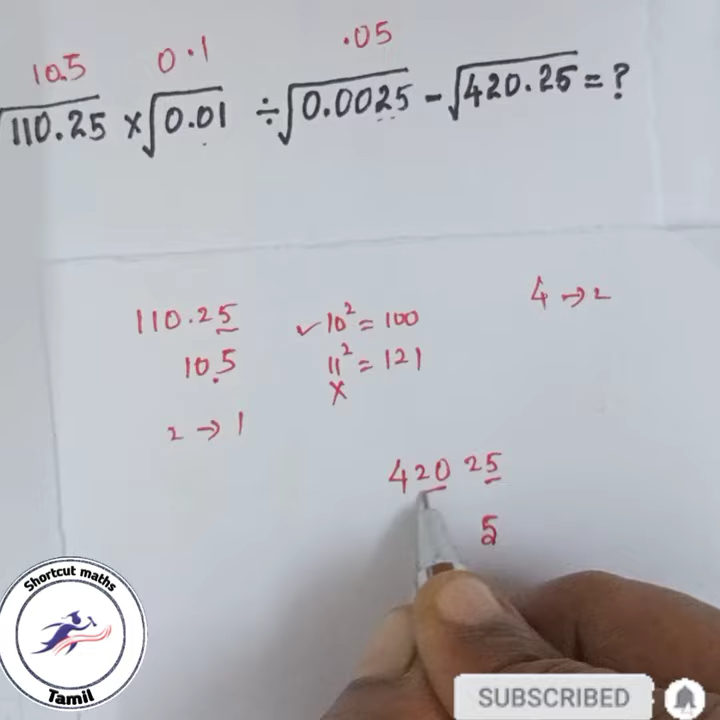 10.5 0.1 .05
√110.25 × √0.01 ÷ √0.0025 - √420.25 = ?
4 → 2
110.25 ✓10² = 100
10.5 11² = 121
X
2 → 1
420 25
5
Shortcut maths
Tamil
SUBSCRIBED